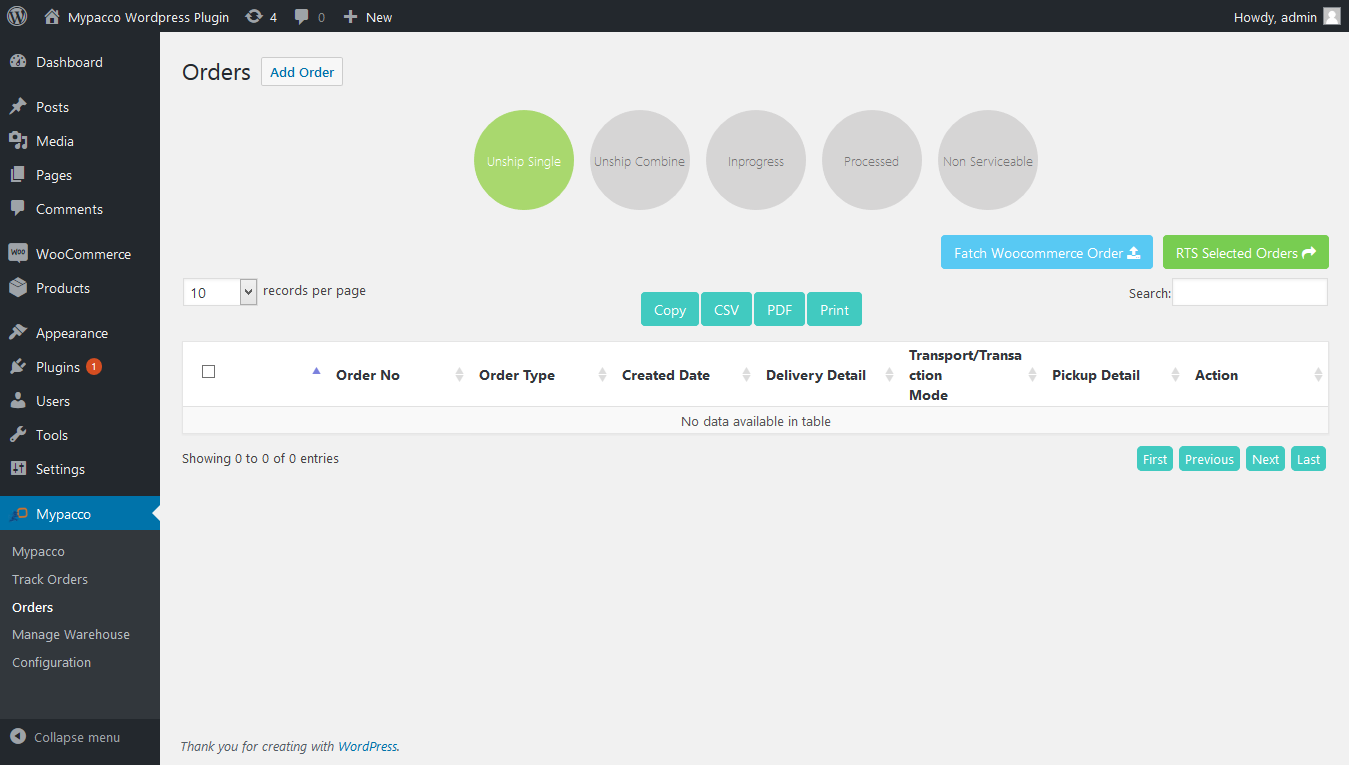 Mypacco Wordpress Plugin 4 0 New Howdy, admin
Dashboard
Posts
Media
Pages
Comments
Woo WooCommerce
Products
Appearance
Plugins 1
Users
Tools
Settings
Mypacco
Mypacco
Track Orders
Orders
Manage Warehouse
Configuration
Collapse menu
Orders Add Order
Unship Single Unship Combine Inprogress Processed Non Serviceable
Fatch Woocommerce Order RTS Selected Orders
10 records per page
Copy CSV PDF Print
Search:
Order No Order Type Created Date Delivery Detail
Transport/Transa
ction
Mode
Pickup Detail Action
No data available in table
Showing 0 to 0 of 0 entries
First Previous Next Last
Thank you for creating with WordPress.